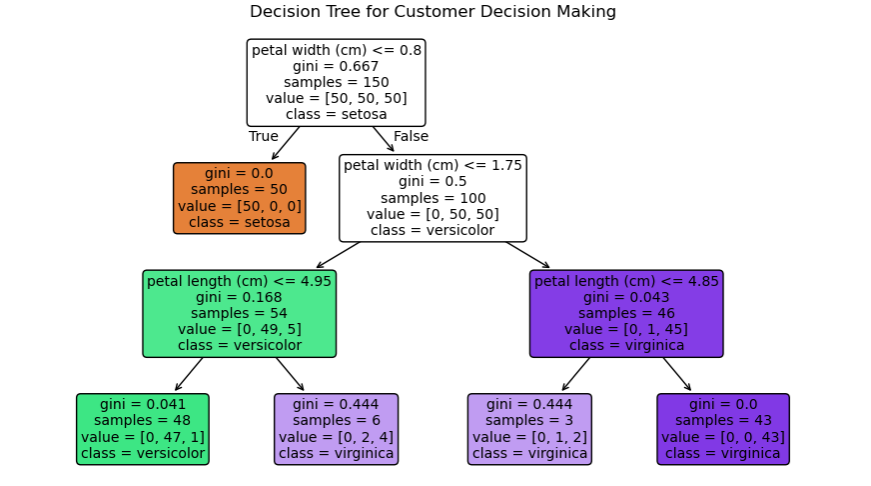 Decision Tree for Customer Decision Making
petal width (cm) <= 0.8
gini = 0.667
samples = 150
value = [50, 50, 50]
class = setosa
True
False
gini = 0.0
samples = 50
value = [50, 0, 0]
class = setosa
petal width (cm) <= 1.75
gini = 0.5
samples = 100
value = [0, 50, 50]
class = versicolor
petal length (cm) <= 4.95
gini = 0.168
samples = 54
value = [0, 49, 5]
class = versicolor
petal length (cm) <= 4.85
gini = 0.043
samples = 46
value = [0, 1, 45]
class = virginica
gini = 0.041
samples = 48
value = [0, 47, 1]
class = versicolor
gini = 0.444
samples = 6
value = [0, 2, 4]
class = virginica
gini = 0.444
samples = 3
value = [0, 1, 2]
class = virginica
gini = 0.0
samples = 43
value = [0, 0, 43]
class = virginica